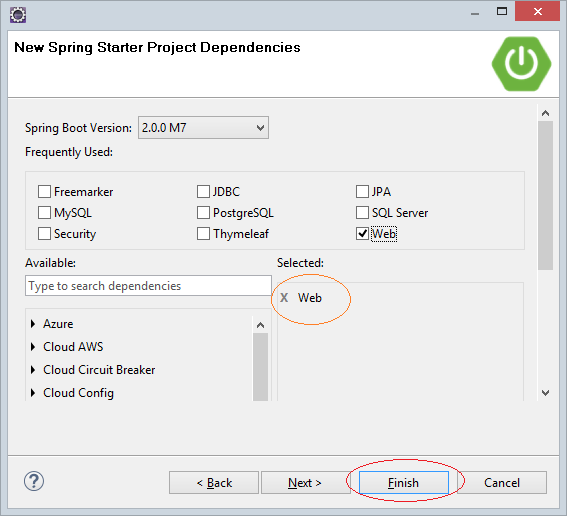 New Spring Starter Project Dependencies
Spring Boot Version: 2.0.0 M7
Frequently Used:
Freemarker JDBC JPA
MySQL PostgreSQL SQL Server
Security Thymeleaf Web
Available: Selected:
Type to search dependencies
X Web
Azure
Cloud AWS
Cloud Circuit Breaker
Cloud Config
? < Back Next > Finish Cancel